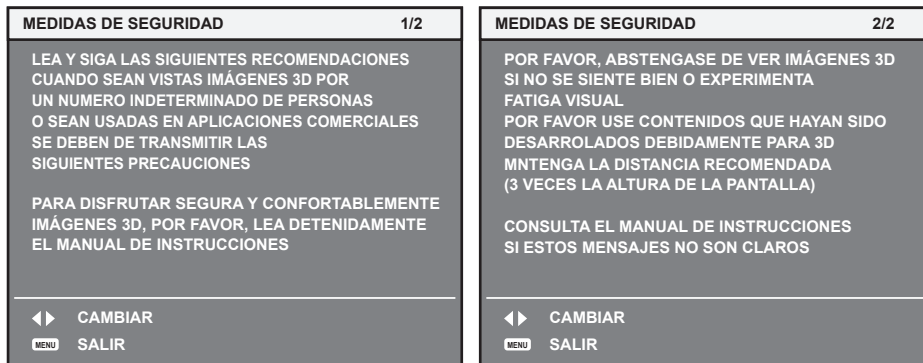 MEDIDAS DE SEGURIDAD 1/2
LEA Y SIGA LAS SIGUIENTES RECOMENDACIONES
CUANDO SEAN VISTAS IMÁGENES 3D POR
UN NUMERO INDETERMINADO DE PERSONAS
O SEAN USADAS EN APLICACIONES COMERCIALES
SE DEBEN DE TRANSMITIR LAS
SIGUIENTES PRECAUCIONES
PARA DISFRUTAR SEGURA Y CONFORTABLEMENTE
IMÁGENES 3D, POR FAVOR, LEA DETENIDAMENTE
EL MANUAL DE INSTRUCCIONES
CAMBIAR
MENU SALIR
MEDIDAS DE SEGURIDAD 2/2
POR FAVOR, ABSTENGASE DE VER IMÁGENES 3D
SI NO SE SIENTE BIEN O EXPERIMENTA
FATIGA VISUAL
POR FAVOR USE CONTENIDOS QUE HAYAN SIDO
DESARROLADOS DEBIDAMENTE PARA 3D
MNTENGA LA DISTANCIA RECOMENDADA
(3 VECES LA ALTURA DE LA PANTALLA)
CONSULTA EL MANUAL DE INSTRUCCIONES
SI ESTOS MENSAJES NO SON CLAROS
CAMBIAR
MENU SALIR